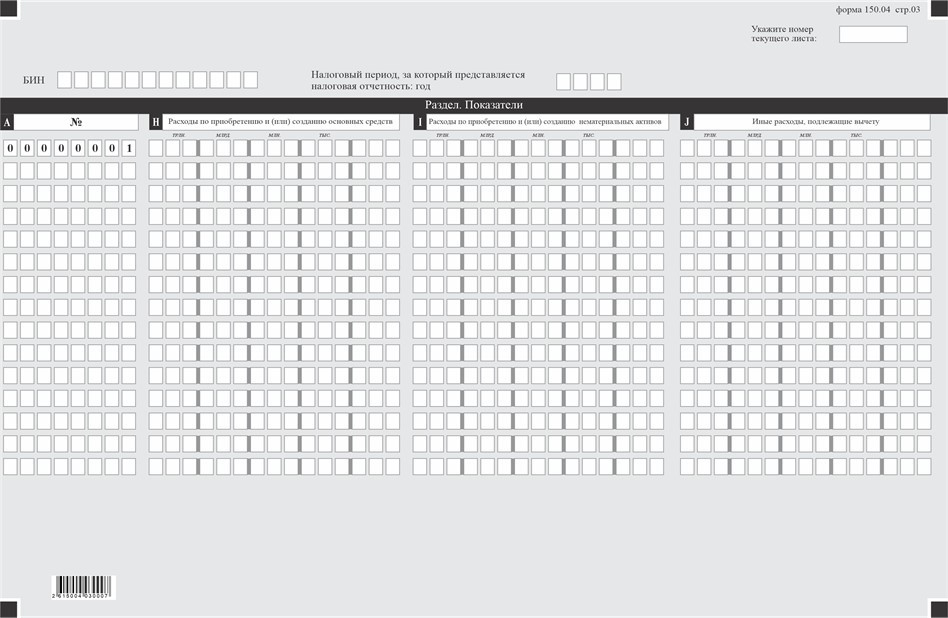 форма 150.04 стр.03
Укажите номер
текущего листа:
БИН
Налоговый период, за который представляется
налоговая отчетность: год
Раздел. Показатели
A № H Расходы по приобретению и (или) созданию основных средств I Расходы по приобретению и (или) созданию нематериальных активов J Иные расходы, подлежащие вычету
ТРЛН. МЛРД. МЛН. ТЫС. ТРЛН. МЛРД. МЛН. ТЫС. ТРЛН. МЛРД. МЛН. ТЫС.
0 0 0 0 0 0 0 1